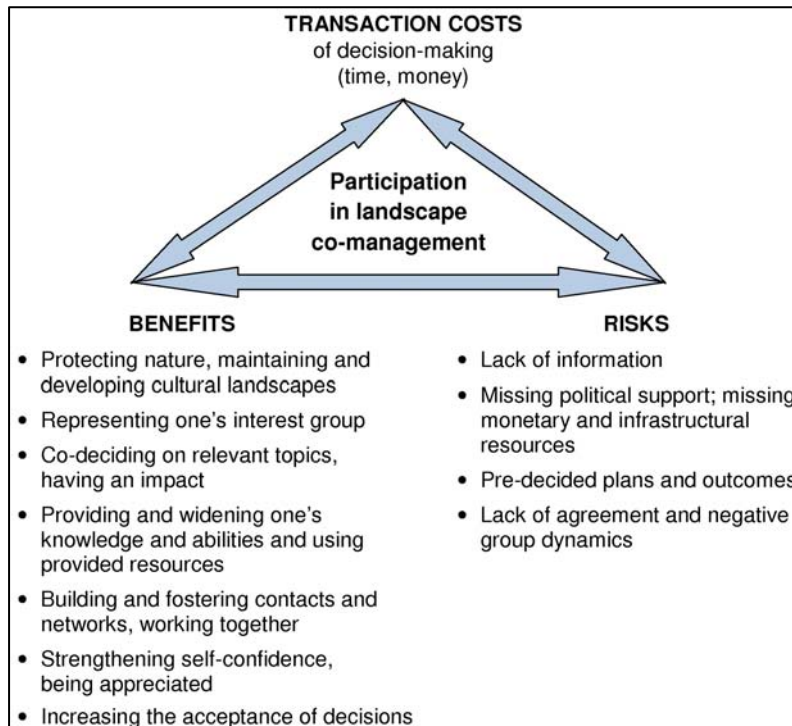 TRANSACTION COSTS
of decision-making
(time, money)
Participation
in landscape
co-management
BENEFITS
• Protecting nature, maintaining and
developing cultural landscapes
• Representing one's interest group
• Co-deciding on relevant topics,
having an impact
• Providing and widening one's
knowledge and abilities and using
provided resources
• Building and fostering contacts and
networks, working together
• Strengthening self-confidence,
being appreciated
• Increasing the acceptance of decisions
RISKS
• Lack of information
• Missing political support; missing
monetary and infrastructural
resources
• Pre-decided plans and outcomes
• Lack of agreement and negative
group dynamics